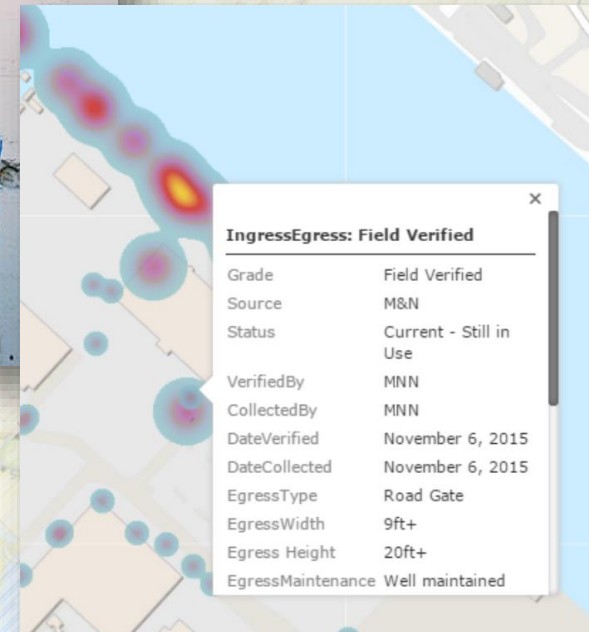 ×
IngressEgress: Field Verified
Grade Field Verified
Source M&N
Status Current - Still in
Use
VerifiedBy MNN
CollectedBy MNN
DateVerified November 6, 2015
DateCollected November 6, 2015
EgressType Road Gate
EgressWidth 9ft+
Egress Height 20ft+
EgressMaintenance Well maintained